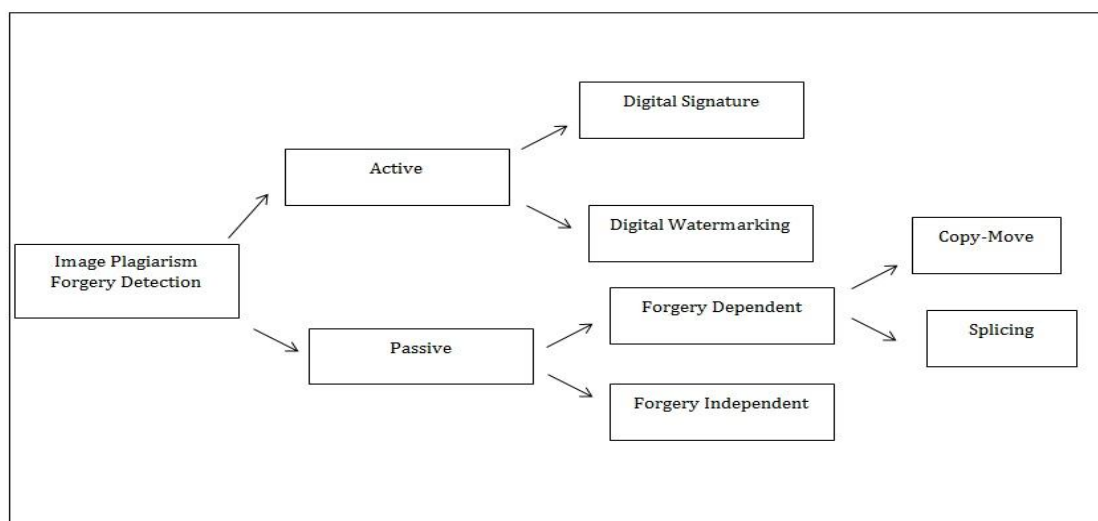 Digital Signature
Active
Digital Watermarking
Copy-Move
Image Plagiarism
Forgery Detection
Forgery Dependent
Passive
Splicing
Forgery Independent